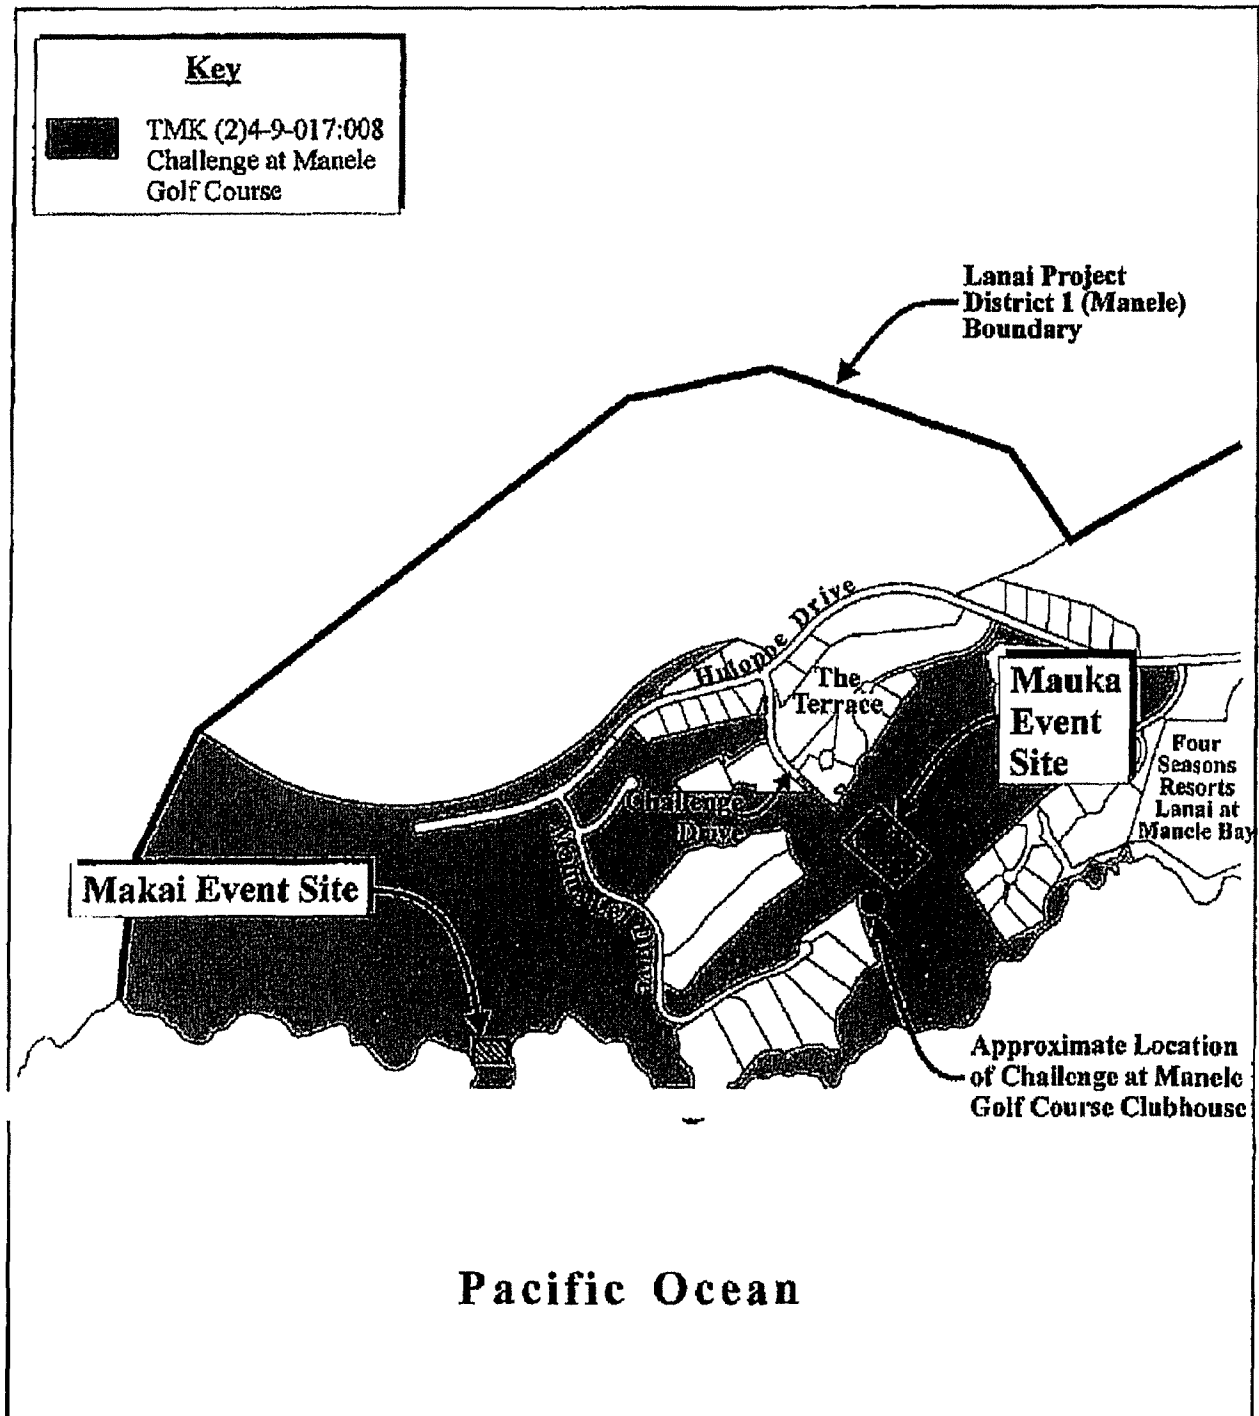 Key
TMK (2)4-9-017:008
Challenge at Manele
Golf Course
Lanai Project
District 1 (Manele)
Boundary
Hulopoe Drive
The
Terrace
Mauka
Event
Site
Four
Seasons
Resorts
Lanai at
Manele Bay
Challenge
Drive
Makai Event Site
Drive
Approximate Location
of Challenge at Manele
Golf Course Clubhouse
Pacific Ocean